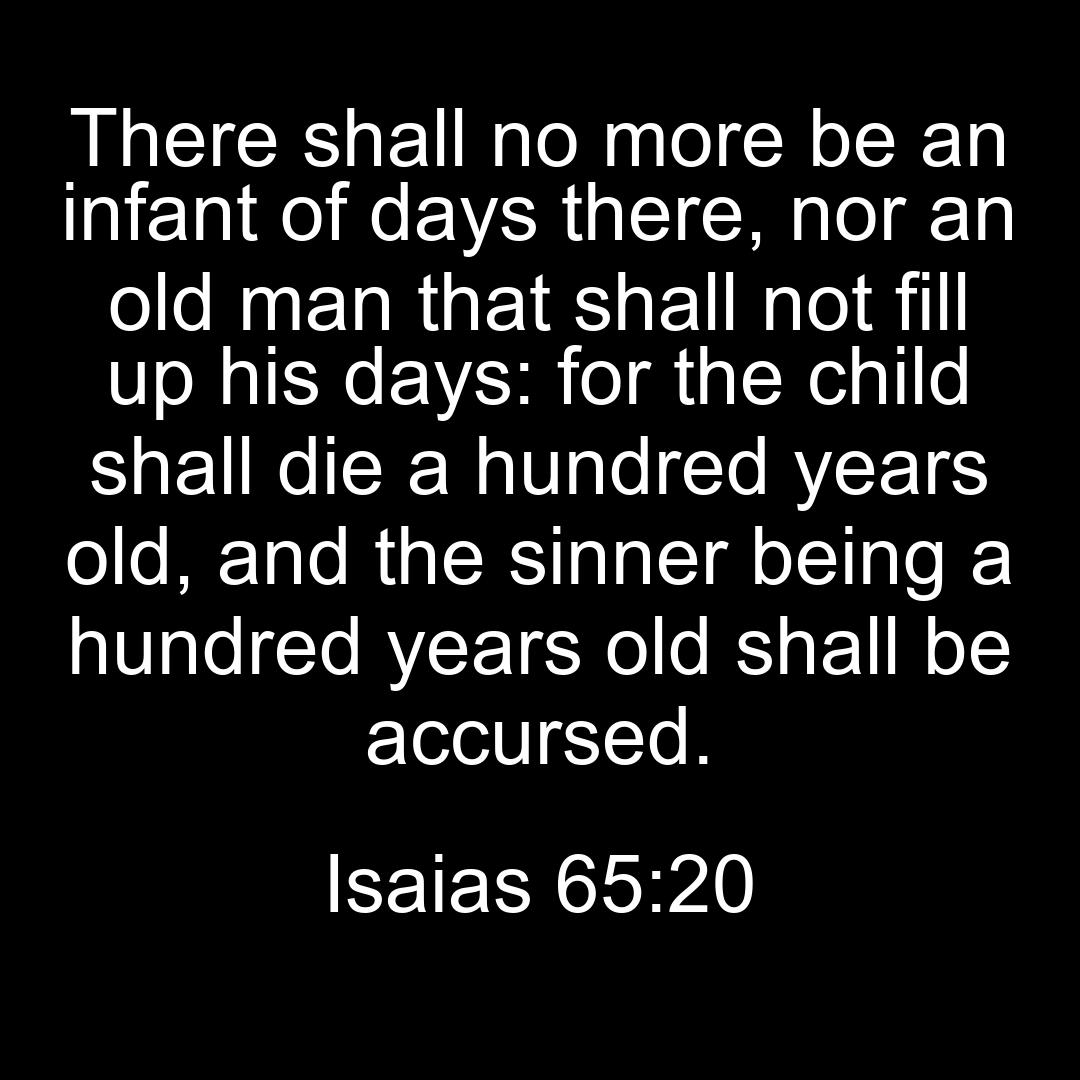 There shall no more be an
infant of days there, nor an
old man that shall not fill
up his days: for the child
shall die a hundred years
old, and the sinner being a
hundred years old shall be
accursed.
Isaias 65:20